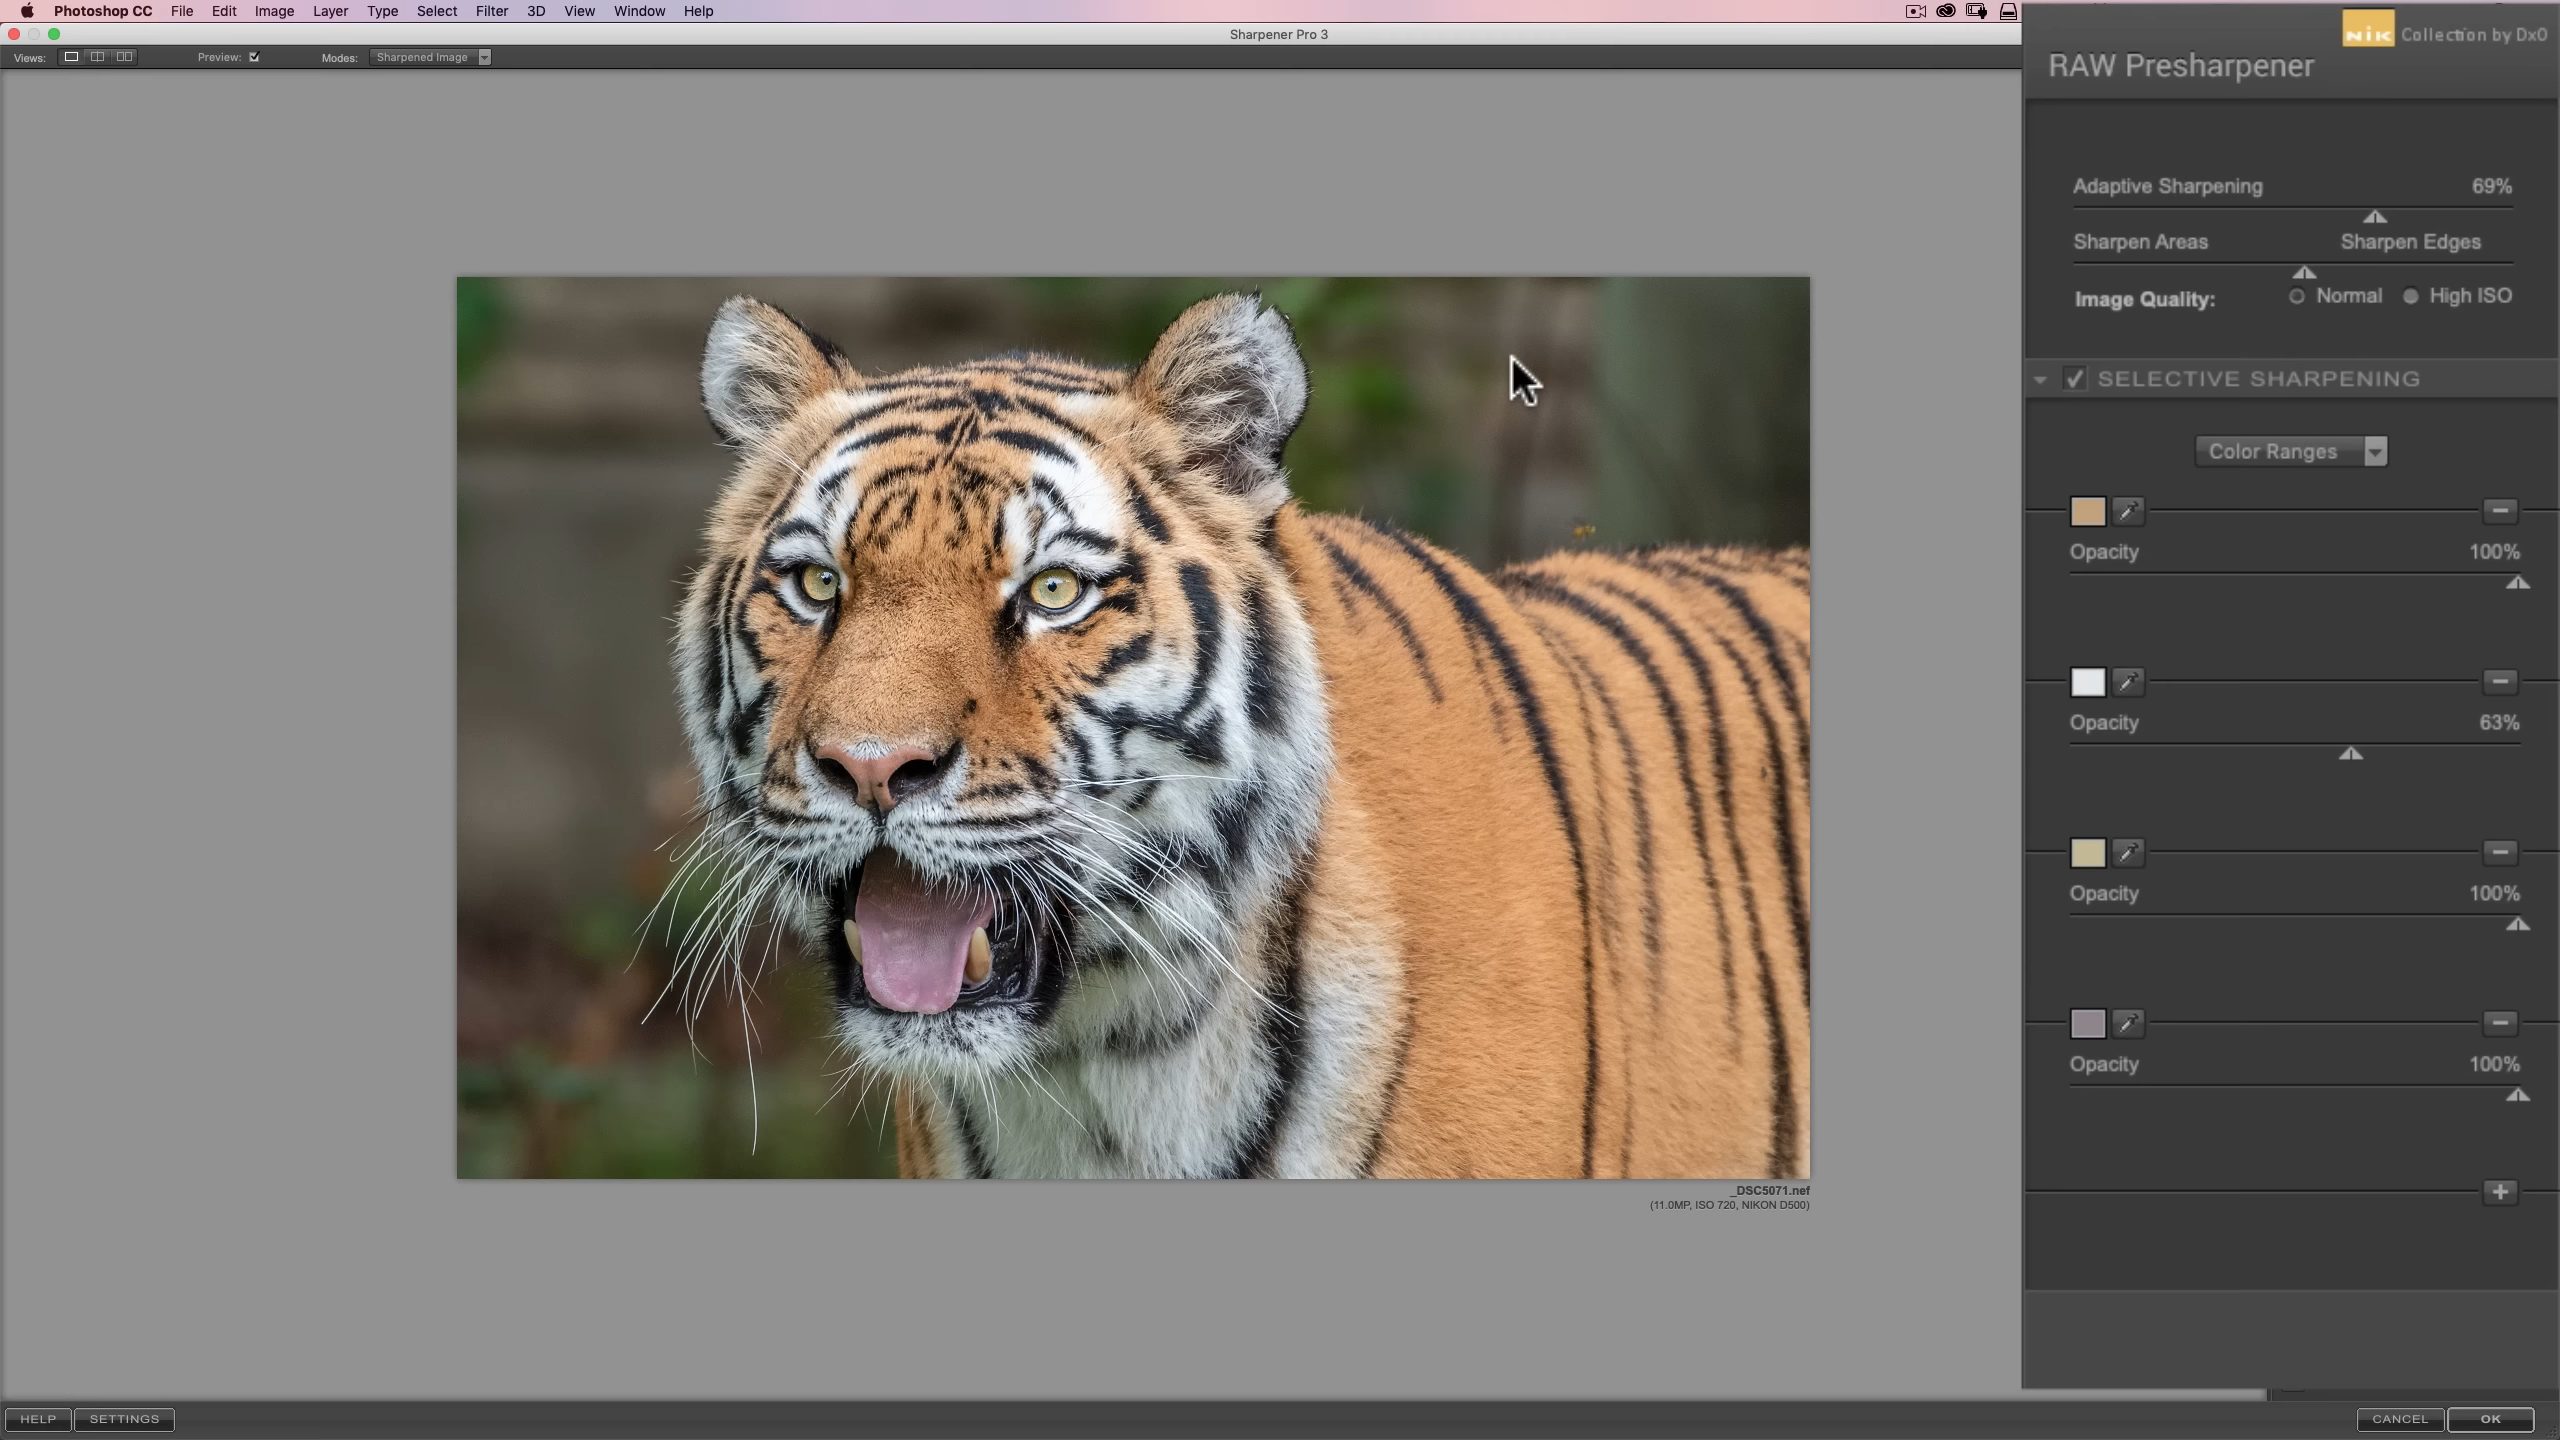 Photoshop CC File Edit Image Layer Type Select Filter 3D View Window Help
Sharpener Pro 3
Views: Preview: Modes: Sharpened Image
nik Collection by DxO
RAW Presharpener
Adaptive Sharpening 69%
Sharpen Areas Sharpen Edges
Image Quality: Normal High ISO
SELECTIVE SHARPENING
Color Ranges
Opacity 100%
Opacity 63%
Opacity 100%
Opacity 100%
_DSC5071.nef
(11.0MP, ISO 720, NIKON D500)
HELP SETTINGS CANCEL OK